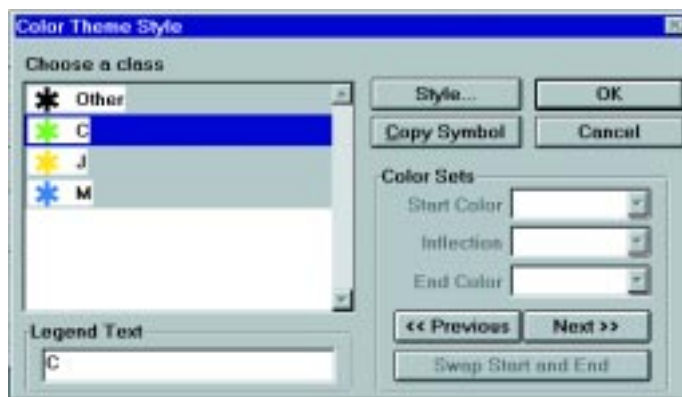 Color Theme Style
Choose a class
Other
C
J
M
Legend Text
C
Style...
OK
Copy Symbol
Cancel
Color Sets
Start Color
Inflection
End Color
<< Previous
Next >>
Swap Start and End